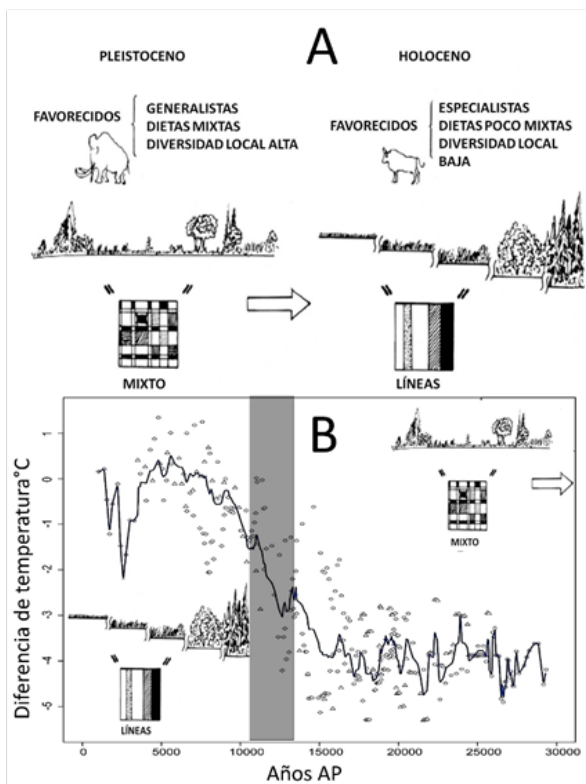 A
PLEISTOCENO
HOLOCENO
FAVORECIDOS
GENERALISTAS
DIETAS MIXTAS
DIVERSIDAD LOCAL ALTA
FAVORECIDOS
ESPECIALISTAS
DIETAS POCO MIXTAS
DIVERSIDAD LOCAL
BAJA
MIXTO
LÍNEAS
B
MIXTO
LÍNEAS
Diferencia de temperatura°C
1
0
-1
-2
-3
-4
-5
0
5000
10000
15000
20000
25000
30000
Años AP